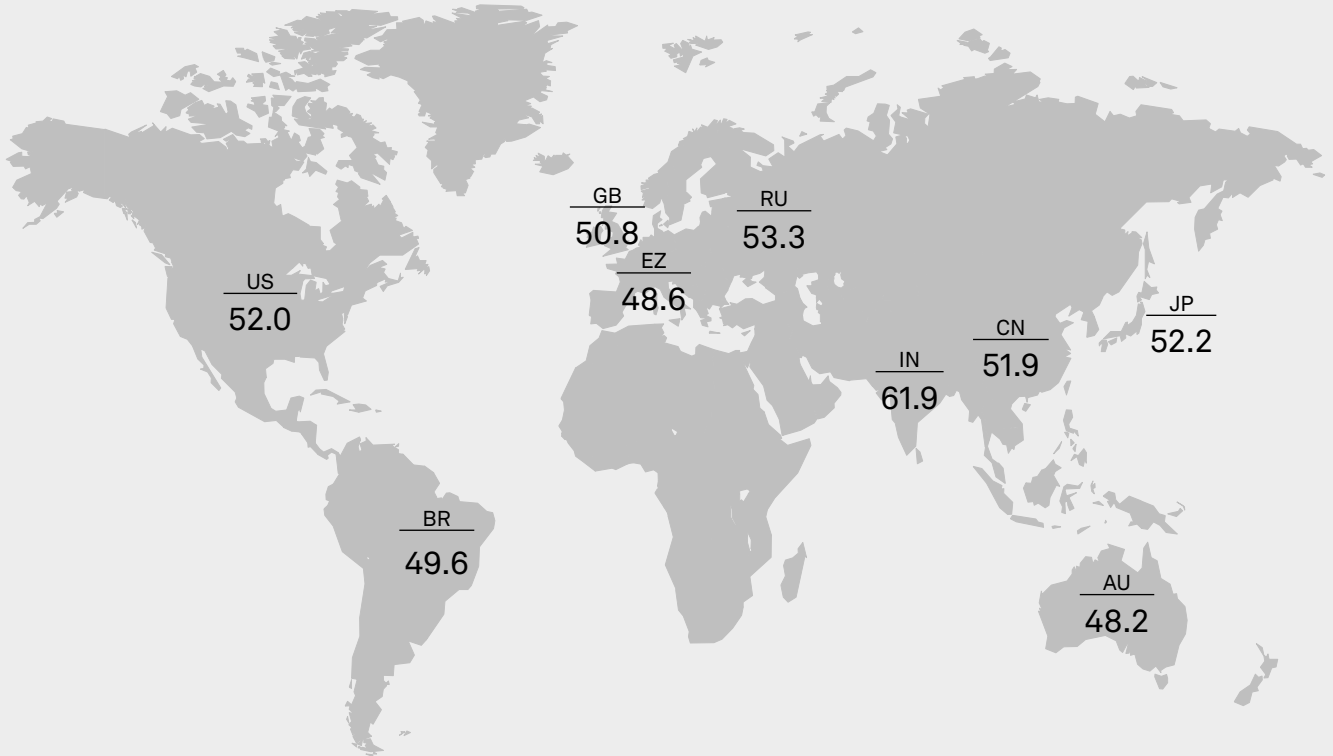 GB
50.8
RU
53.3
EZ
48.6
US
52.0
JP
52.2
CN
51.9
IN
61.9
BR
49.6
AU
48.2